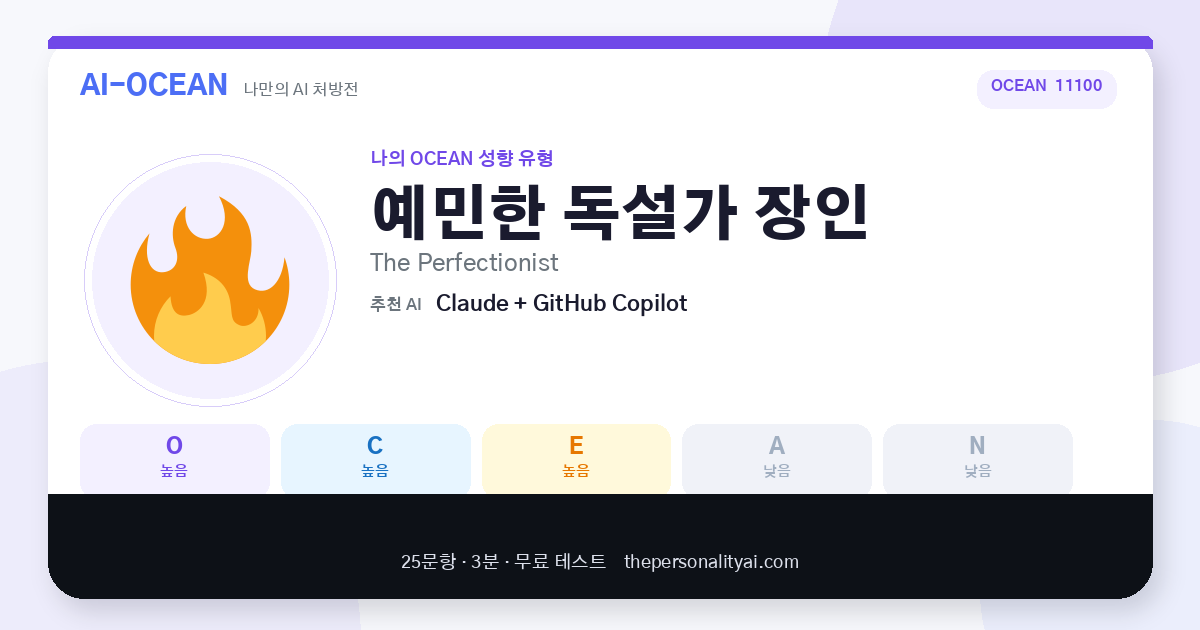 AI-OCEAN 나만의 AI 처방전
OCEAN 11100
나의 OCEAN 성향 유형
예민한 독설가 장인
The Perfectionist
추천 AI Claude + GitHub Copilot
O
높음
C
높음
E
높음
A
낮음
N
낮음
25문항 · 3분 · 무료 테스트 thepersonalityai.com